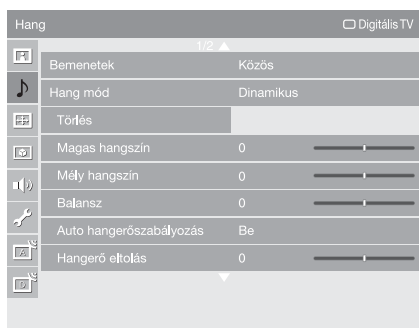 Hang Digitális TV
1/2
Bemenetek Közös
Hang mód Dinamikus
Törlés
Magas hangszín 0
Mély hangszín 0
Balansz 0
Auto hangerőszabályozás Be
Hangerő eltolás 0
A
D